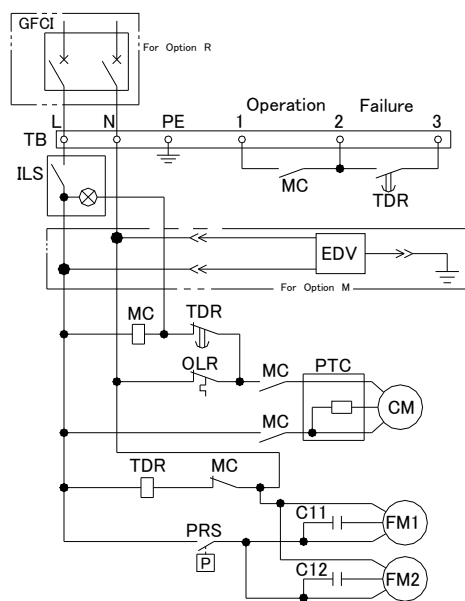 GFCI
For Option R
Operation Failure
L N PE 1 2 3
TB
ILS
MC TDR
EDV
For Option M
MC TDR
OLR MC PTC
CM
MC
TDR MC
C11
FM1
PRS
P
C12
FM2